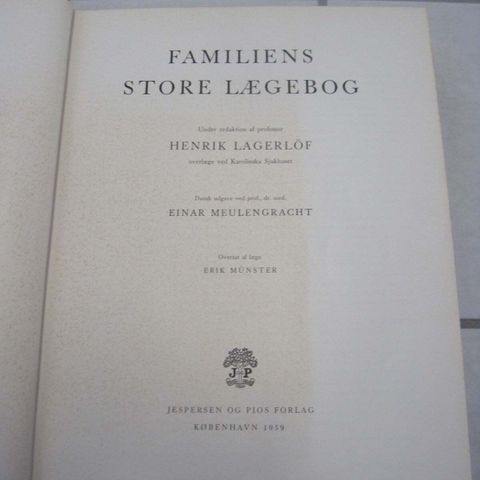 FAMILIENS
STORE LÆGEBOG
Under redaktion af professor
HENRIK LAGERLÖF
overlæge ved Karolinska Sjukhuset
Dansk udgave ved prof., dr. med.
EINAR MEULENGRACHT
Oversat af læge
ERIK MÜNSTER
J P
JESPERSEN OG PIOS FORLAG
KØBENHAVN 1959